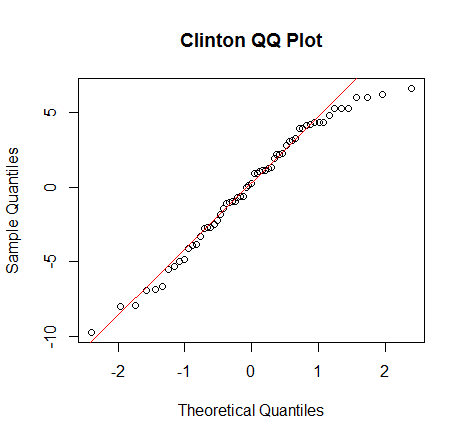 Clinton QQ Plot
Sample Quantiles
5
0
-5
-10
-2 -1 0 1 2
Theoretical Quantiles